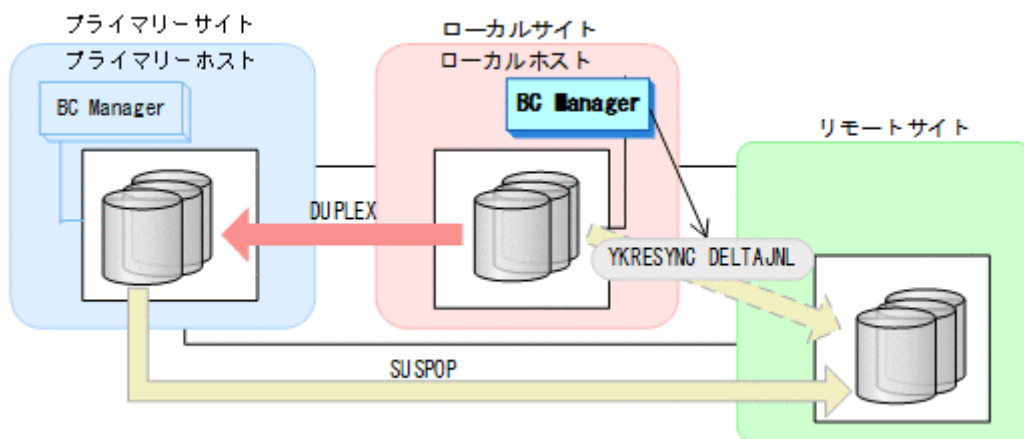 プライマリーサイト
プライマリーホスト
BC Manager
ローカルサイト
ローカルホスト
BC Manager
リモートサイト
DUPLEX
YKRESYNC DELTAJNL
SUSPOP